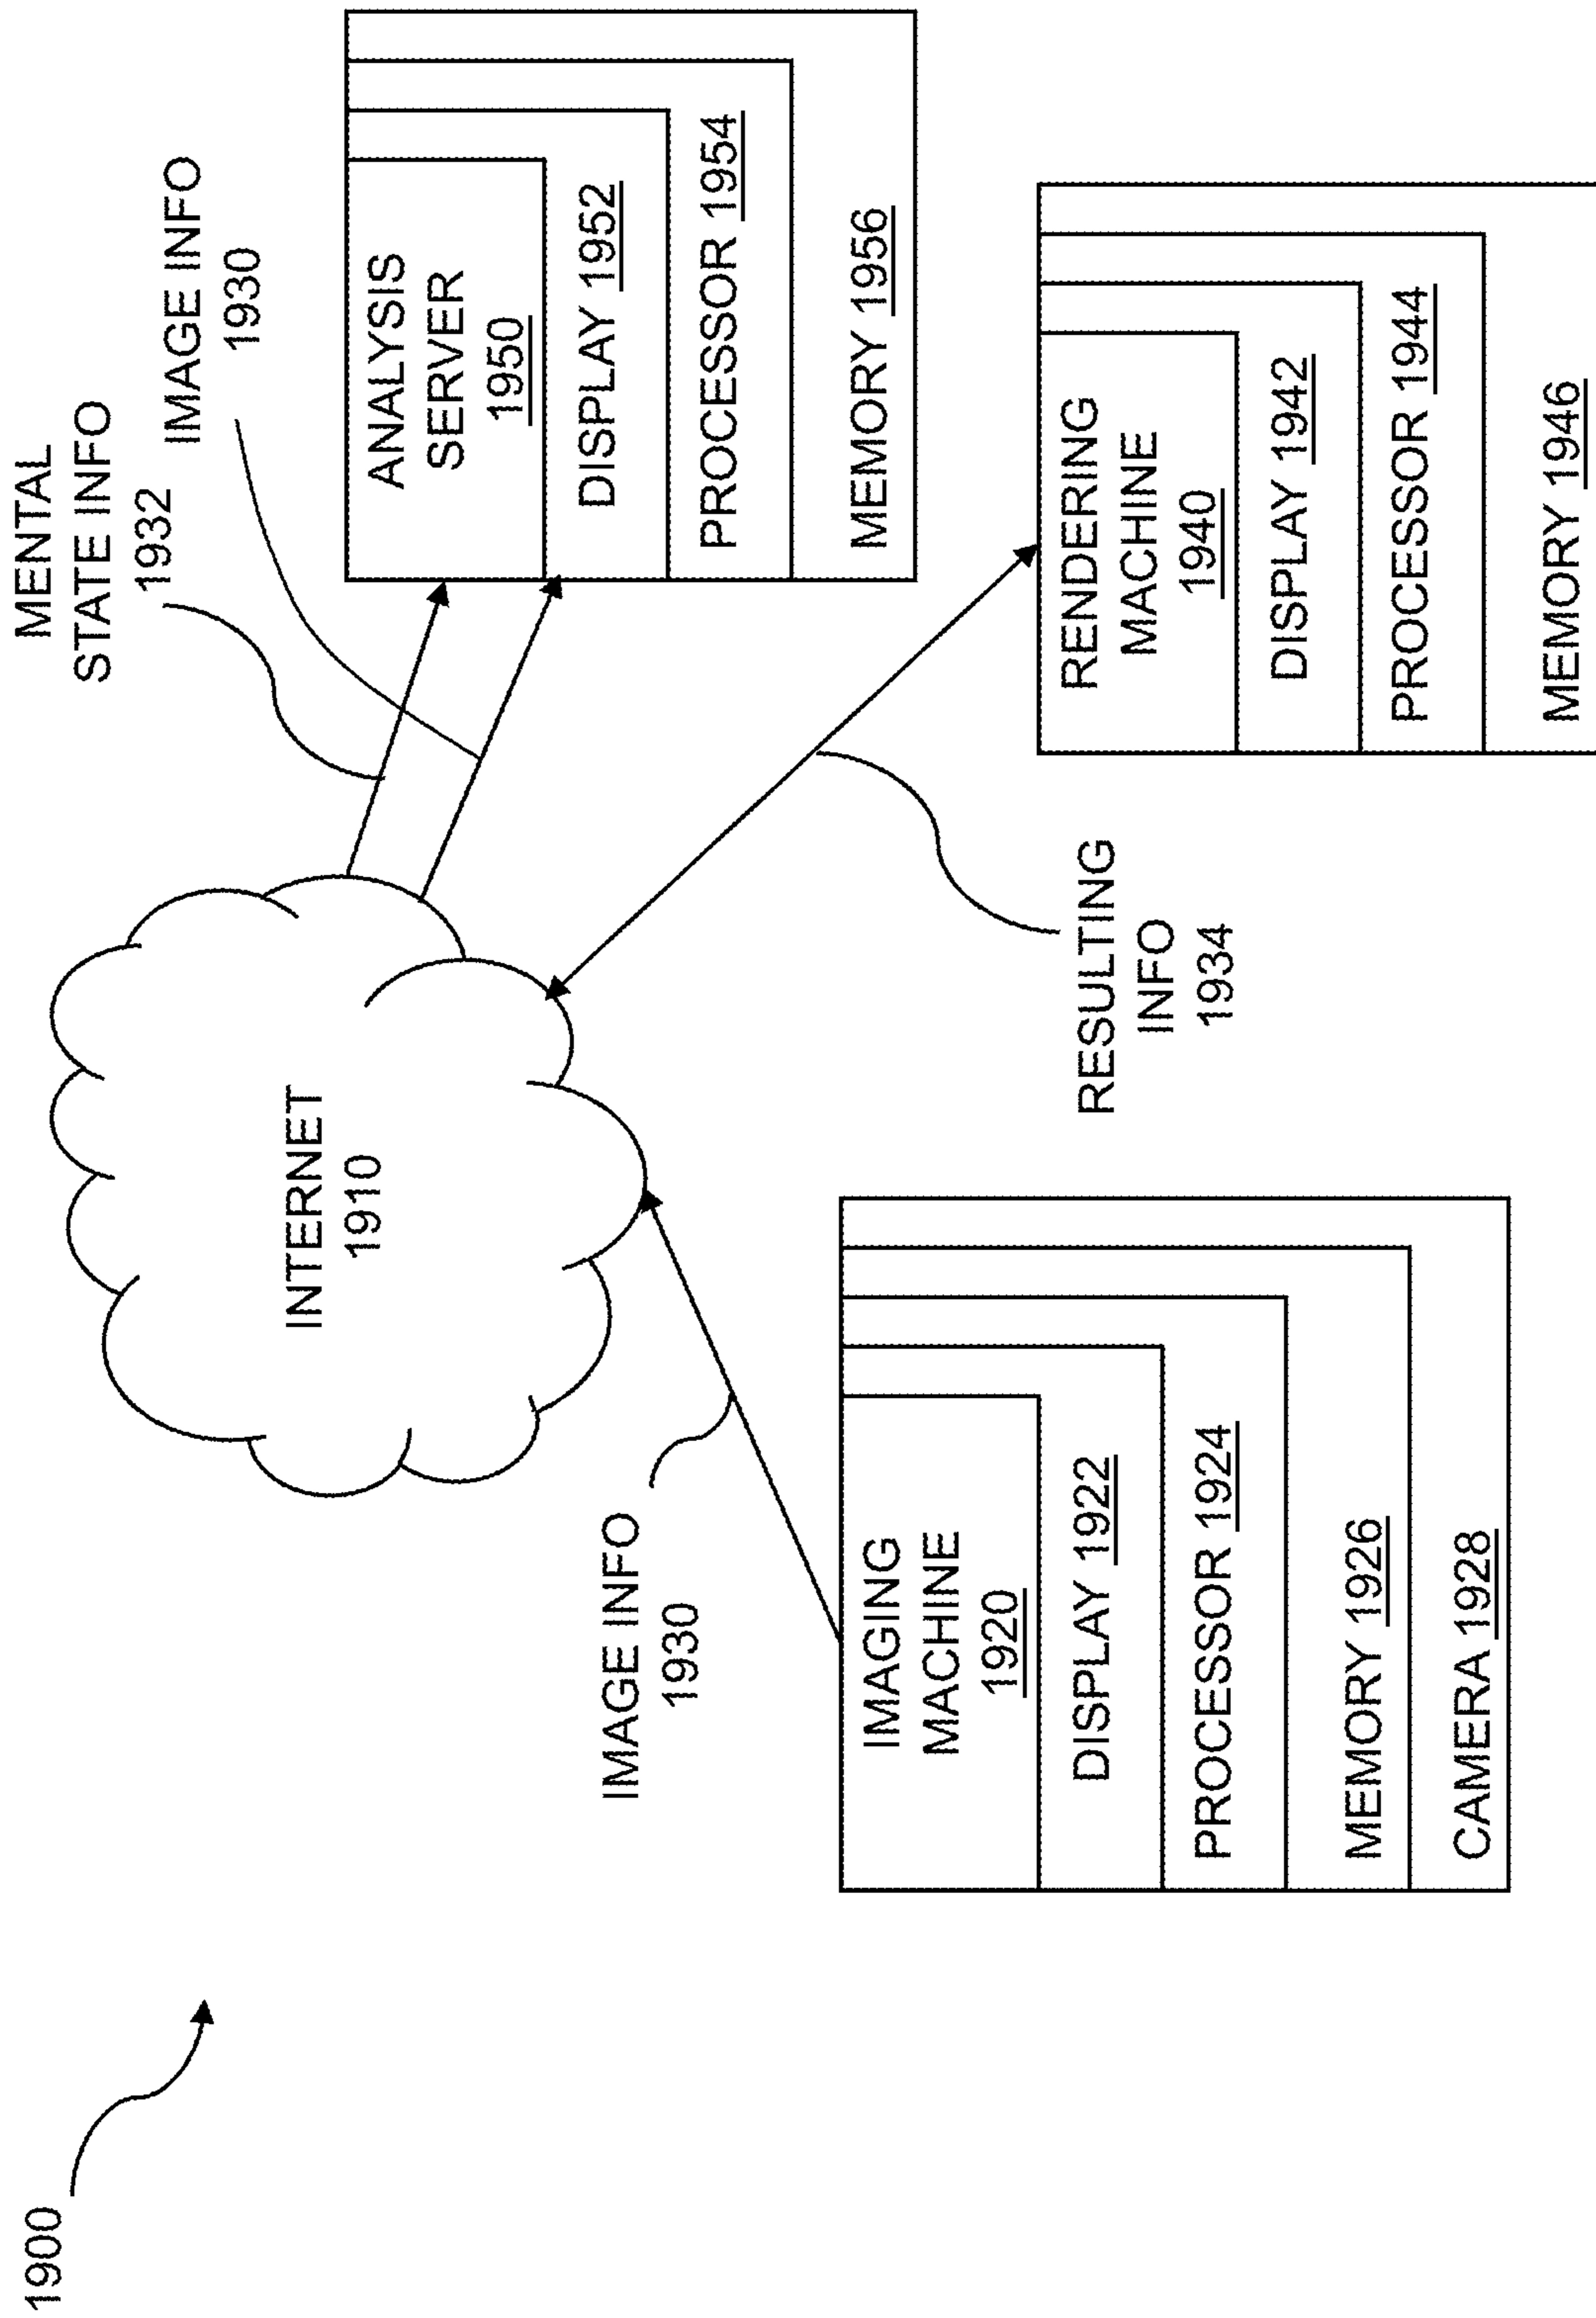 1900
INTERNET
1910
MENTAL
STATE INFO
1932
IMAGE INFO
1930
ANALYSIS
SERVER
1950
DISPLAY 1952
PROCESSOR 1954
MEMORY 1956
IMAGE INFO
1930
IMAGING
MACHINE
1920
DISPLAY 1922
PROCESSOR 1924
MEMORY 1926
CAMERA 1928
RESULTING
INFO
1934
RENDERING
MACHINE
1940
DISPLAY 1942
PROCESSOR 1944
MEMORY 1946